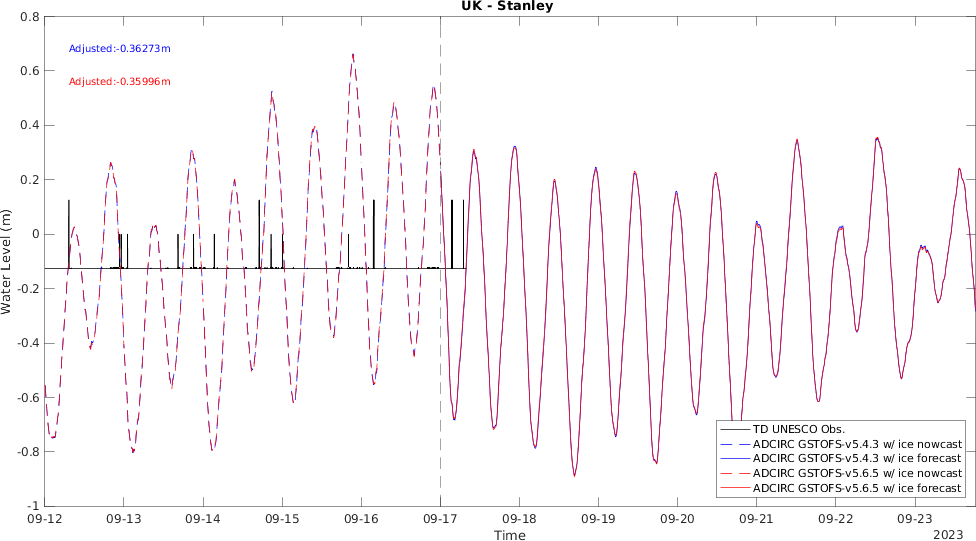 UK - Stanley
Adjusted:-0.36273m
Adjusted:-0.35996m
Water Level (m)
0.8
0.6
0.4
0.2
0
-0.2
-0.4
-0.6
-0.8
-1
TD UNESCO Obs.
ADCIRC GSTOFS-v5.4.3 w/ ice nowcast
ADCIRC GSTOFS-v5.4.3 w/ ice forecast
ADCIRC GSTOFS-v5.6.5 w/ ice nowcast
ADCIRC GSTOFS-v5.6.5 w/ ice forecast
09-12 09-13 09-14 09-15 09-16 09-17 09-18 09-19 09-20 09-21 09-22 09-23
Time
2023